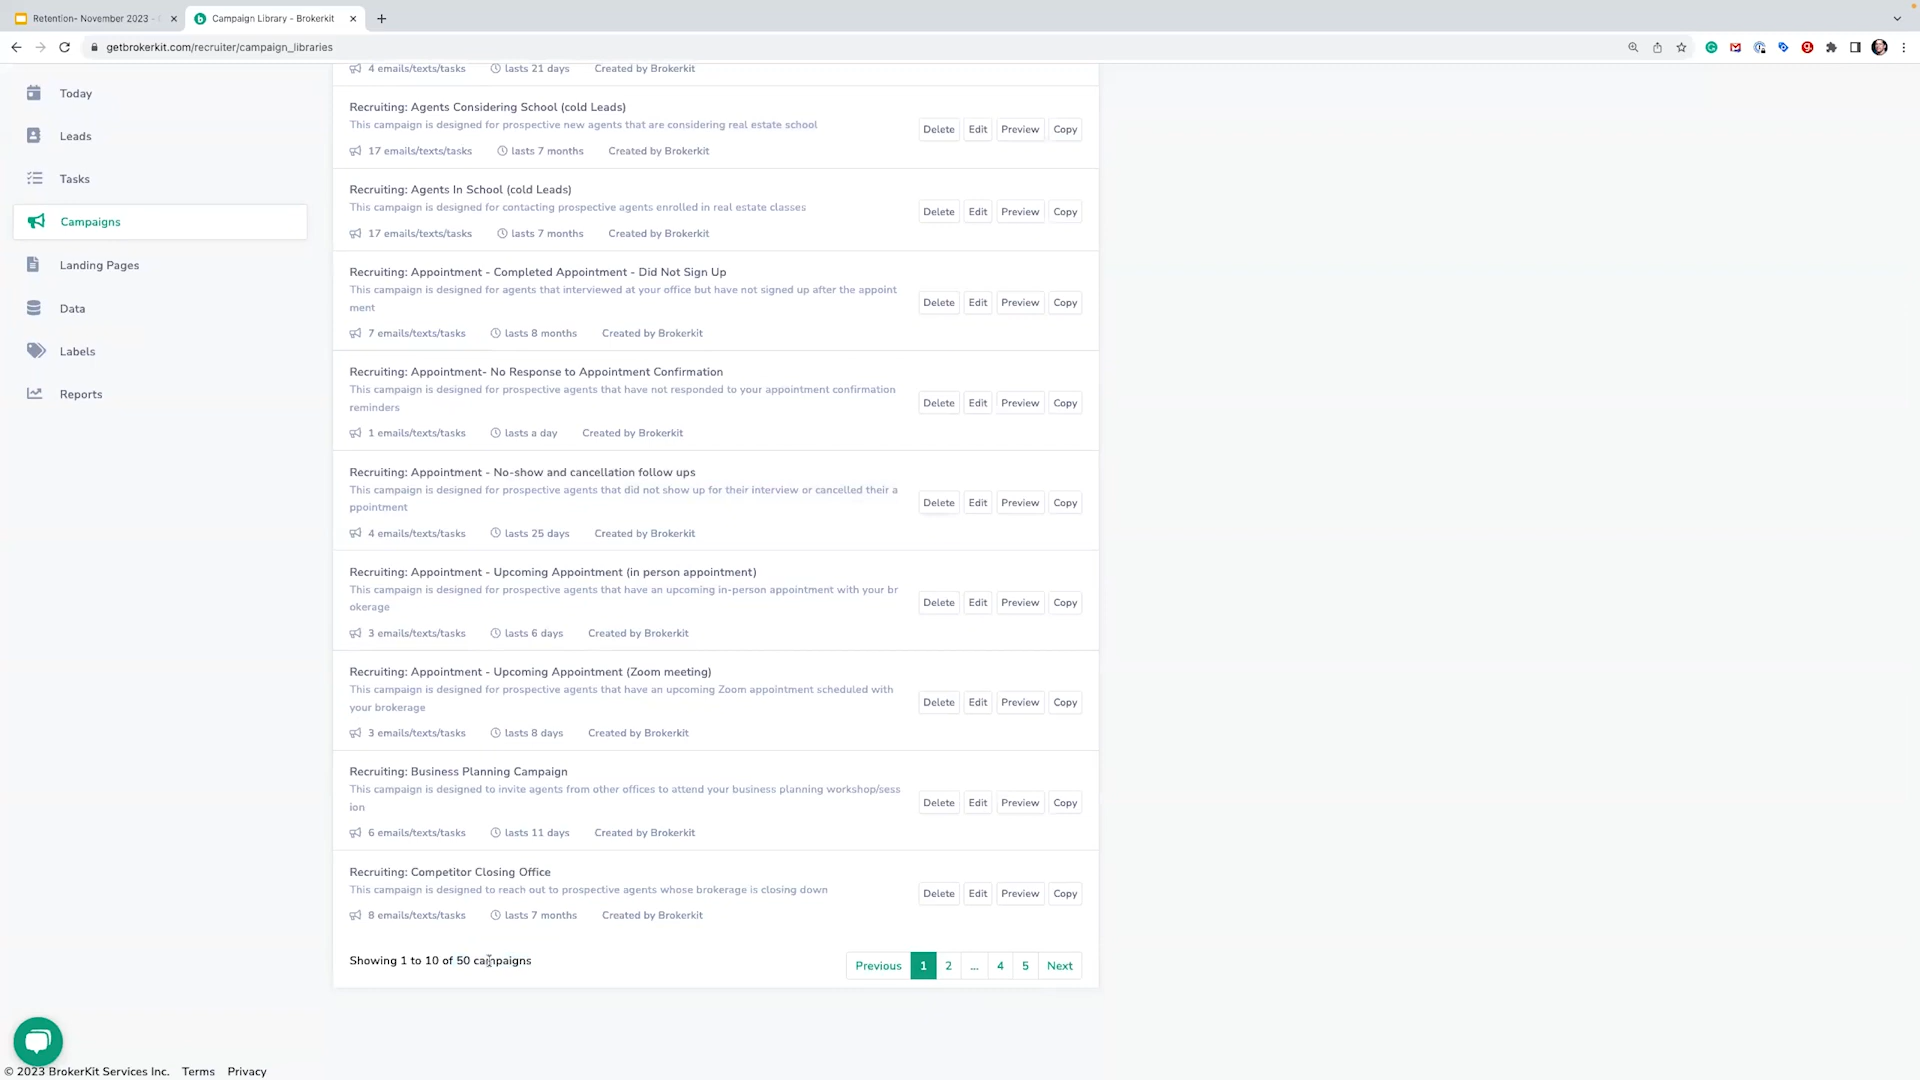 Retention- November 2023 -
Campaign Library - Brokerkit
getbrokerkit.com/recruiter/campaign_libraries
Today
Leads
Tasks
Campaigns
Landing Pages
Data
Labels
Reports
4 emails/texts/tasks lasts 21 days Created by Brokerkit
Recruiting: Agents Considering School (cold Leads)
This campaign is designed for prospective new agents that are considering real estate school
Delete Edit Preview Copy
17 emails/texts/tasks lasts 7 months Created by Brokerkit
Recruiting: Agents In School (cold Leads)
This campaign is designed for contacting prospective agents enrolled in real estate classes
Delete Edit Preview Copy
17 emails/texts/tasks lasts 7 months Created by Brokerkit
Recruiting: Appointment - Completed Appointment - Did Not Sign Up
This campaign is designed for agents that interviewed at your office but have not signed up after the appoint
ment
Delete Edit Preview Copy
7 emails/texts/tasks lasts 8 months Created by Brokerkit
Recruiting: Appointment- No Response to Appointment Confirmation
This campaign is designed for prospective agents that have not responded to your appointment confirmation
reminders
Delete Edit Preview Copy
1 emails/texts/tasks lasts a day Created by Brokerkit
Recruiting: Appointment - No-show and cancellation follow ups
This campaign is designed for prospective agents that did not show up for their interview or cancelled their a
ppointment
Delete Edit Preview Copy
4 emails/texts/tasks lasts 25 days Created by Brokerkit
Recruiting: Appointment - Upcoming Appointment (in person appointment)
This campaign is designed for prospective agents that have an upcoming in-person appointment with your br
okerage
Delete Edit Preview Copy
3 emails/texts/tasks lasts 6 days Created by Brokerkit
Recruiting: Appointment - Upcoming Appointment (Zoom meeting)
This campaign is designed for prospective agents that have an upcoming Zoom appointment scheduled with
your brokerage
Delete Edit Preview Copy
3 emails/texts/tasks lasts 8 days Created by Brokerkit
Recruiting: Business Planning Campaign
This campaign is designed to invite agents from other offices to attend your business planning workshop/sess
ion
Delete Edit Preview Copy
6 emails/texts/tasks lasts 11 days Created by Brokerkit
Recruiting: Competitor Closing Office
This campaign is designed to reach out to prospective agents whose brokerage is closing down
Delete Edit Preview Copy
8 emails/texts/tasks lasts 7 months Created by Brokerkit
Showing 1 to 10 of 50 campaigns
Previous 1 2 ... 4 5 Next
© 2023 BrokerKit Services Inc. Terms Privacy